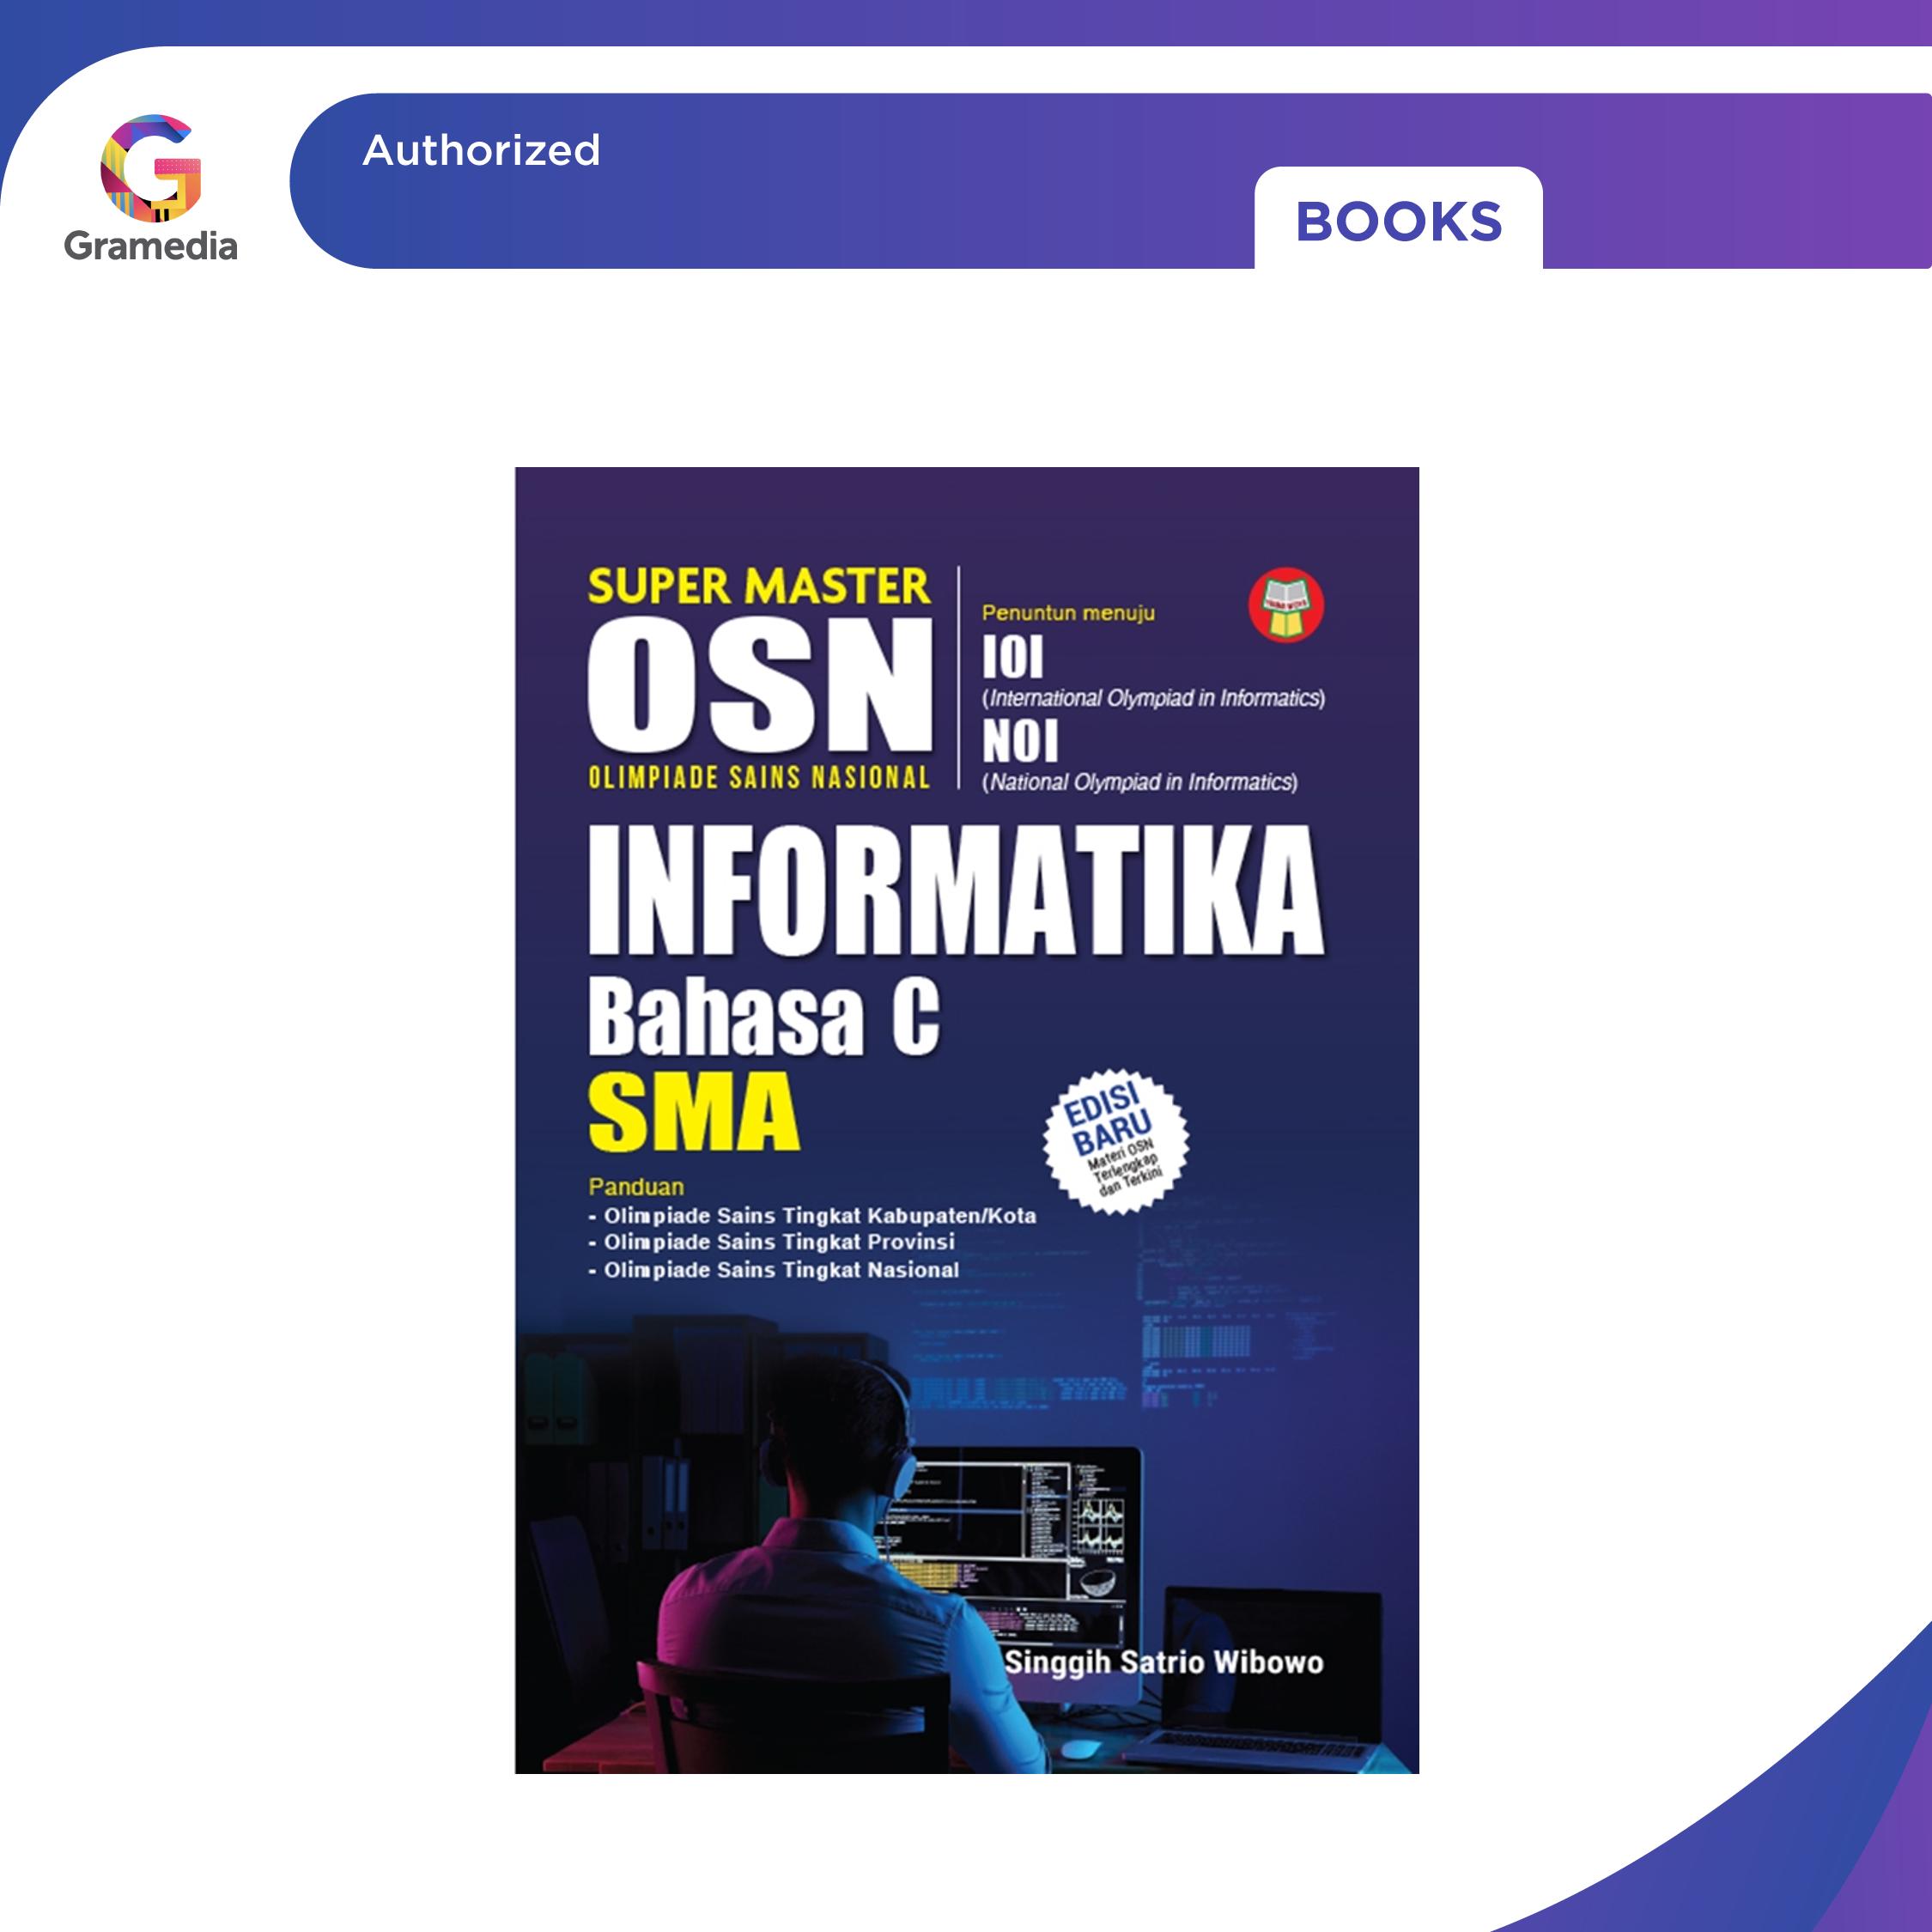 Gramedia
Authorized
BOOKS
SUPER MASTER
OSN
OLIMPIADE SAINS NASIONAL
Penuntun menuju
IOI
(International Olympiad in Informatics)
NOI
(National Olympiad in Informatics)
INFORMATIKA
Bahasa C
SMA
EDISI
BARU
Materi OSN
Terlengkap
dan Terkini
Panduan
- Olimpiade Sains Tingkat Kabupaten/Kota
- Olimpiade Sains Tingkat Provinsi
- Olimpiade Sains Tingkat Nasional
Singgih Satrio Wibowo